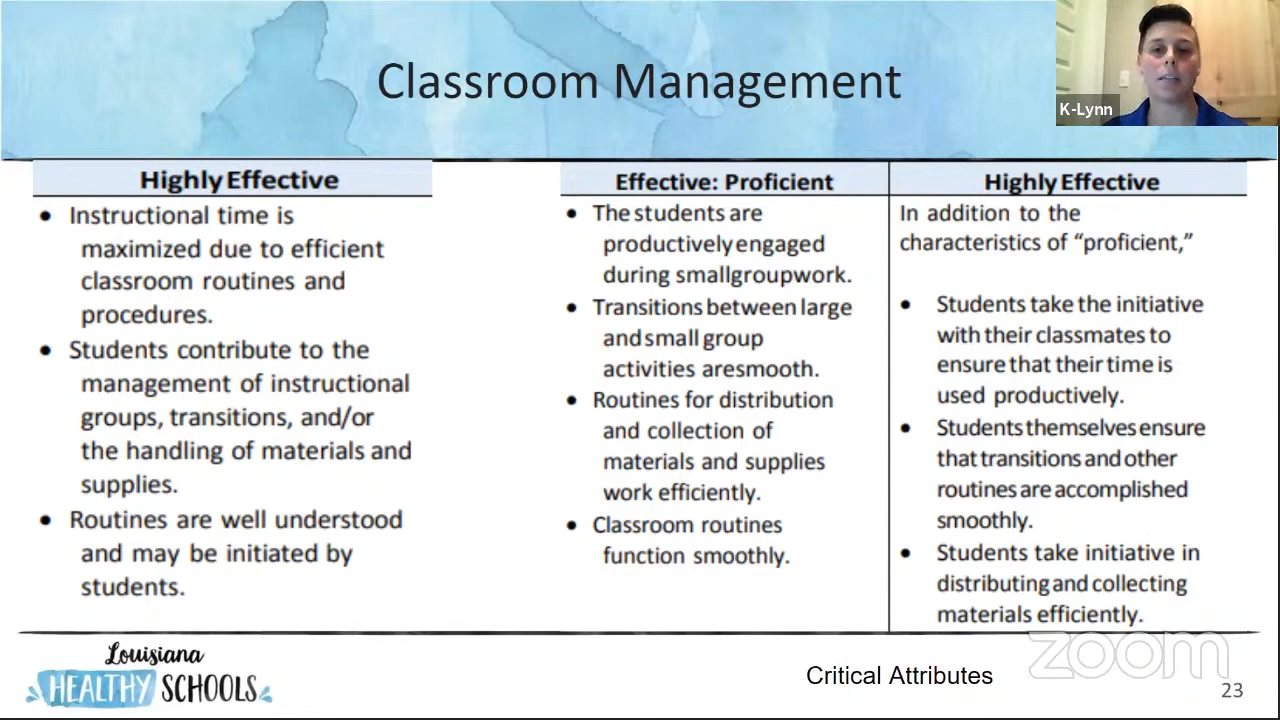 Classroom Management
K-Lynn
Highly Effective
• Instructional time is
maximized due to efficient
classroom routines and
procedures.
• Students contribute to the
management of instructional
groups, transitions, and/or
the handling of materials and
supplies.
• Routines are well understood
and may be initiated by
students.
Effective: Proficient
• The students are
productively engaged
during smallgroupwork.
• Transitions between large
and small group
activities aresmooth.
• Routines for distribution
and collection of
materials and supplies
work efficiently.
• Classroom routines
function smoothly.
Highly Effective
In addition to the
characteristics of “proficient,”
• Students take the initiative
with their classmates to
ensure that their time is
used productively.
• Students themselves ensure
that transitions and other
routines are accomplished
smoothly.
• Students take initiative in
distributing and collecting
materials efficiently.
Louisiana
HEALTHY SCHOOLS
Critical Attributes
zoom
23